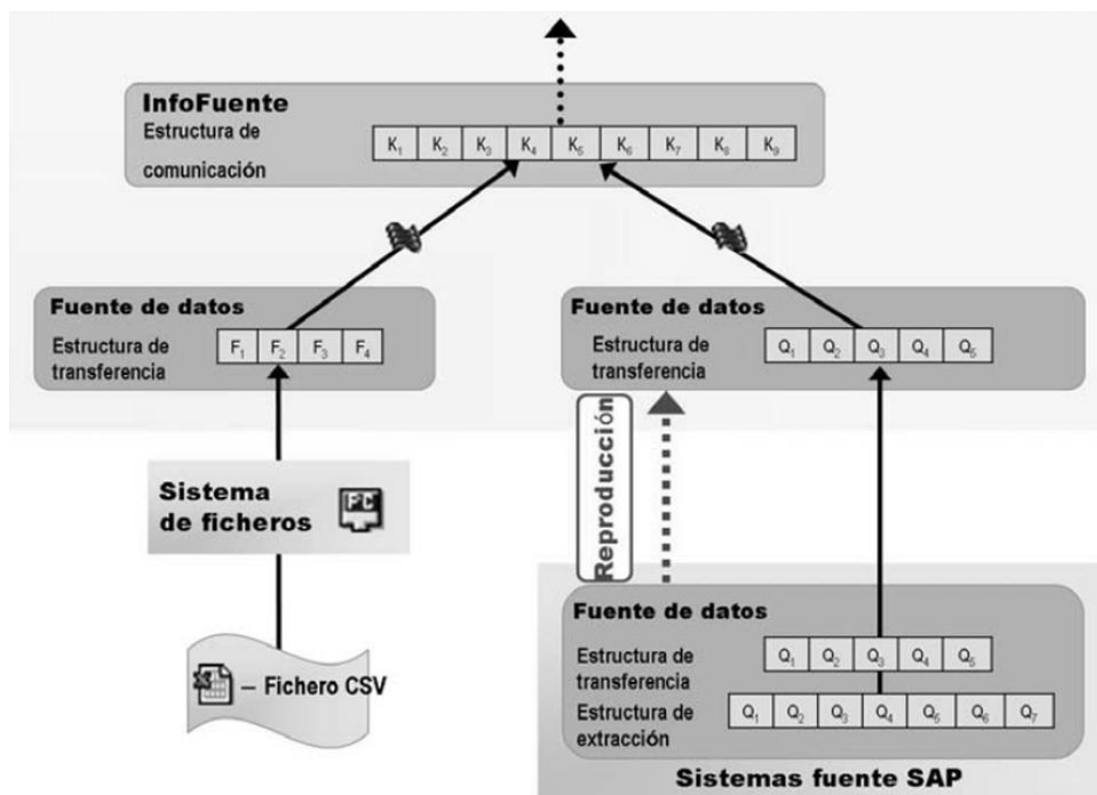 InfoFuente
Estructura de
comunicación
K1 K2 K3 K4 K5 K6 K7 K8 K9
Fuente de datos
Estructura de
transferencia
F1 F2 F3 F4
Fuente de datos
Estructura de
transferencia
Q1 Q2 Q3 Q4 Q5
Reproducción
Sistema
de ficheros
FC
– Fichero CSV
Fuente de datos
Estructura de
transferencia
Q1 Q2 Q3 Q4 Q5
Estructura de
extracción
Q1 Q2 Q3 Q4 Q5 Q6 Q7
Sistemas fuente SAP